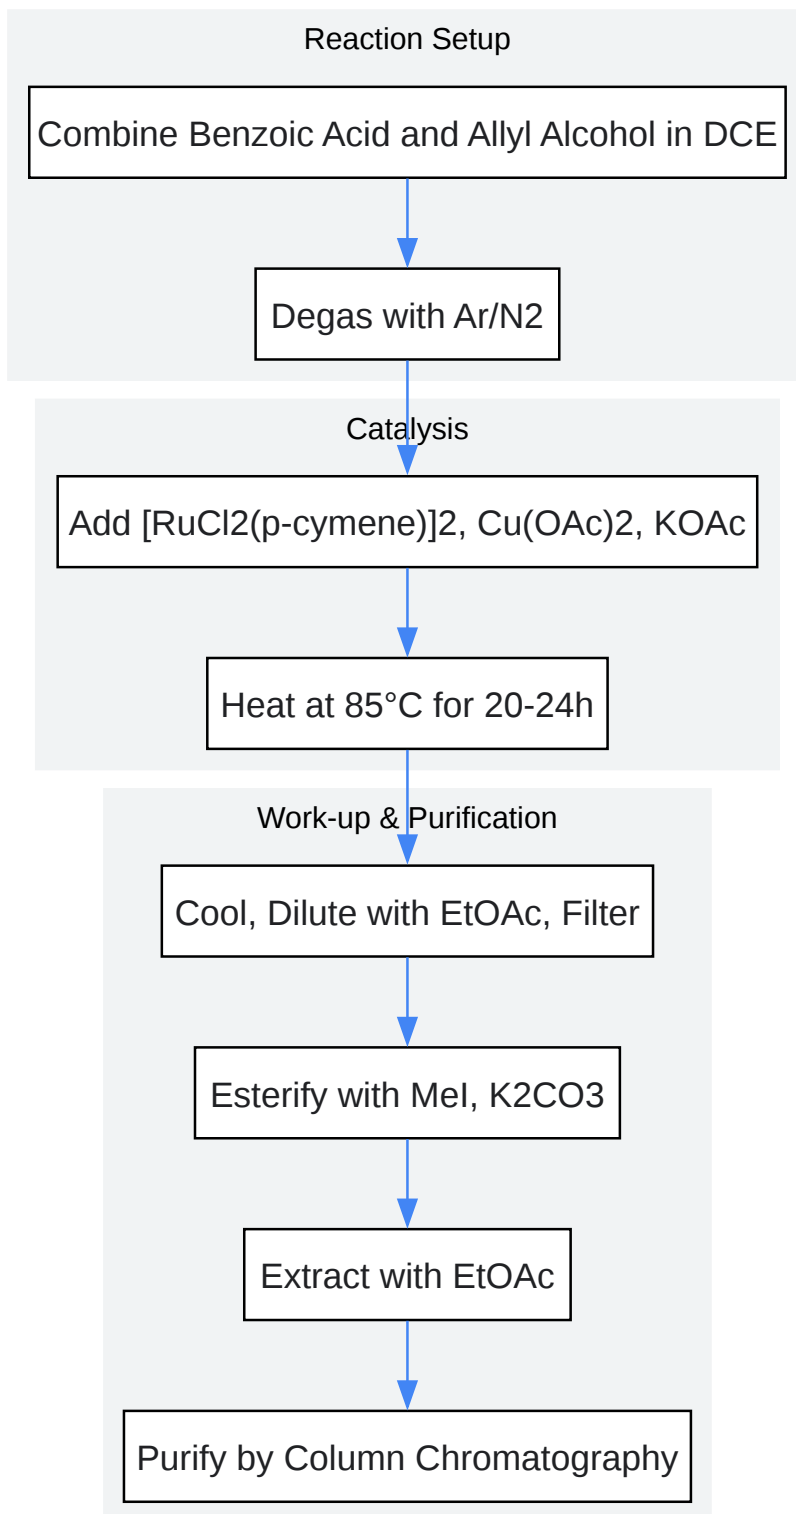 Reaction Setup
Combine Benzoic Acid and Allyl Alcohol in DCE
Degas with Ar/N2
Catalysis
Add [RuCl2(p-cymene)]2, Cu(OAc)2, KOAc
Heat at 85°C for 20-24h
Work-up & Purification
Cool, Dilute with EtOAc, Filter
Esterify with MeI, K2CO3
Extract with EtOAc
Purify by Column Chromatography